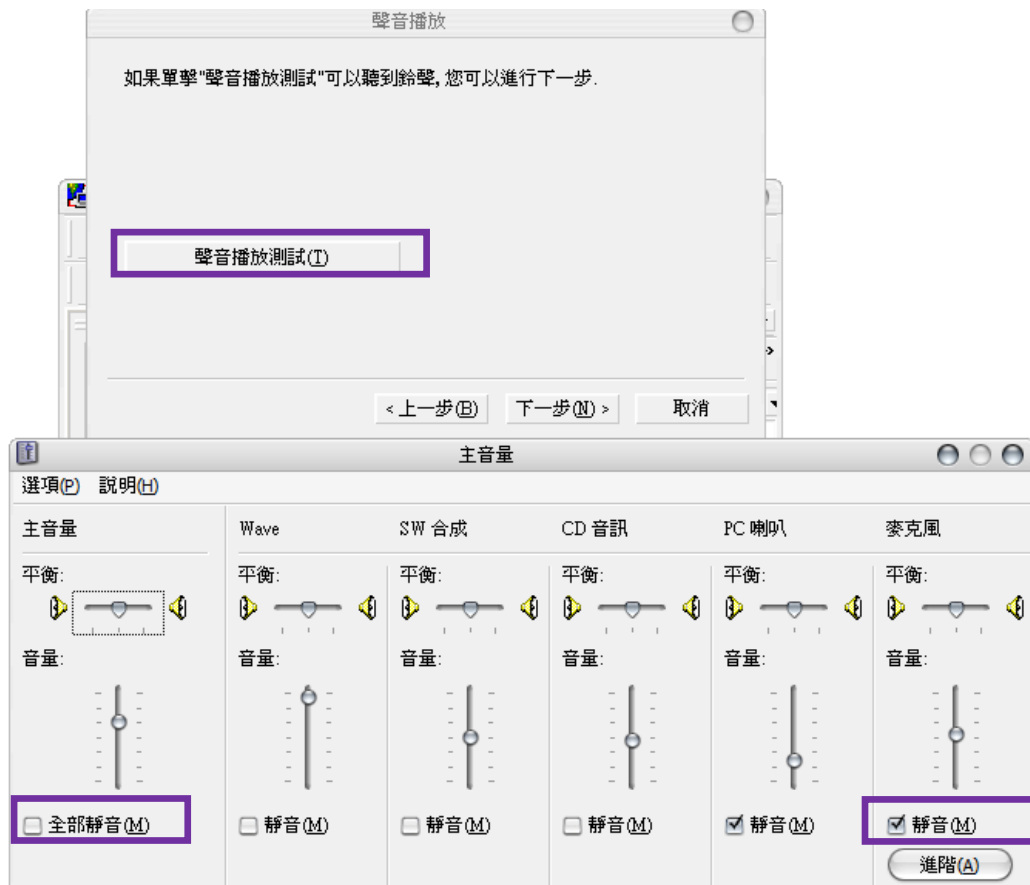 聲音播放
如果單擊"聲音播放測試"可以聽到鈴聲, 您可以進行下一步.
聲音播放測試(T)
< 上一步(B) 下一步(N) > 取消
主音量
選項(P) 說明(H)
主音量 Wave SW 合成 CD 音訊 PC 喇叭 麥克風
平衡: 平衡: 平衡: 平衡: 平衡: 平衡:
音量: 音量: 音量: 音量: 音量: 音量:
全部靜音(M) 靜音(M) 靜音(M) 靜音(M) 靜音(M) 靜音(M)
進階(A)